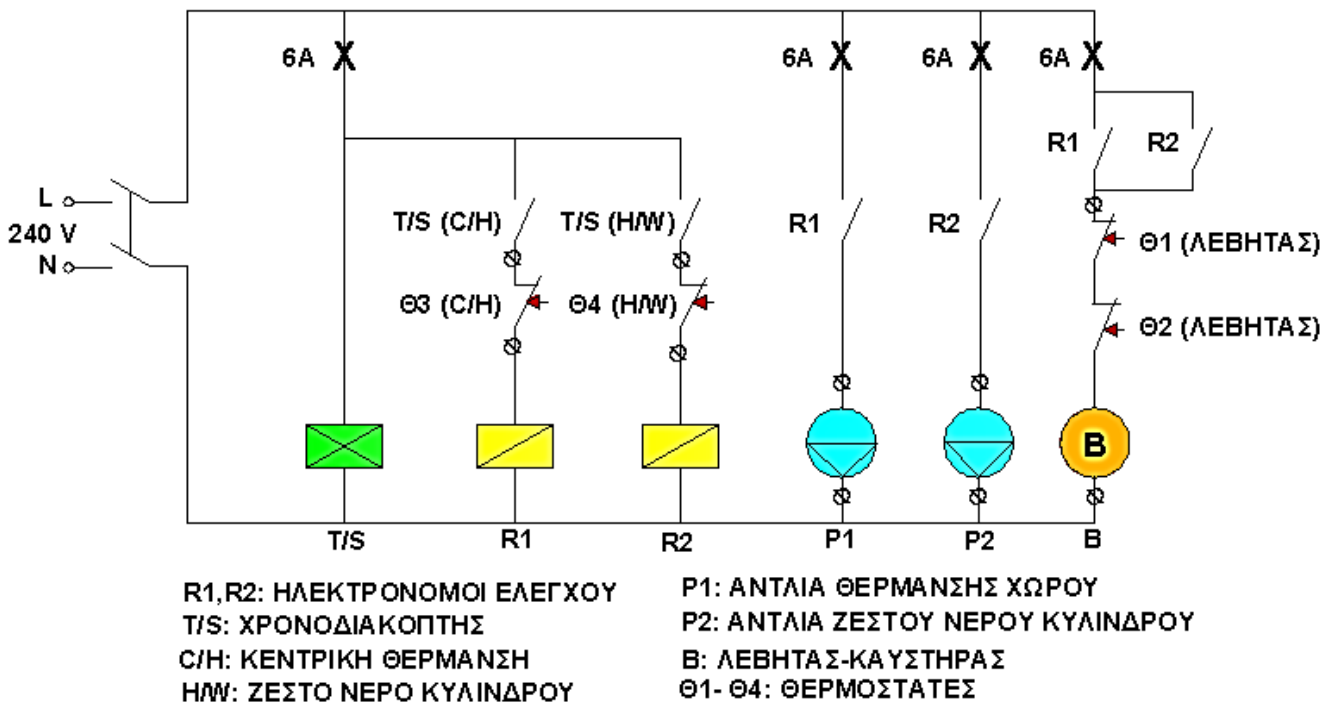 6A
6A
6A
6A
R1
R2
L
240 V
N
T/S (C/H)
T/S (H/W)
R1
R2
Θ1 (ΛΕΒΗΤΑΣ)
Θ3 (C/H)
Θ4 (H/W)
Θ2 (ΛΕΒΗΤΑΣ)
B
T/S
R1
R2
P1
P2
B
R1,R2: ΗΛΕΚΤΡΟΝΟΜΟΙ ΕΛΕΓΧΟΥ
T/S: ΧΡΟΝΟΔΙΑΚΟΠΤΗΣ
C/H: ΚΕΝΤΡΙΚΗ ΘΕΡΜΑΝΣΗ
H/W: ΖΕΣΤΟ ΝΕΡΟ ΚΥΛΙΝΔΡΟΥ
P1: ΑΝΤΛΙΑ ΘΕΡΜΑΝΣΗΣ ΧΩΡΟΥ
P2: ΑΝΤΛΙΑ ΖΕΣΤΟΥ ΝΕΡΟΥ ΚΥΛΙΝΔΡΟΥ
B: ΛΕΒΗΤΑΣ-ΚΑΥΣΤΗΡΑΣ
Θ1- Θ4: ΘΕΡΜΟΣΤΑΤΕΣ